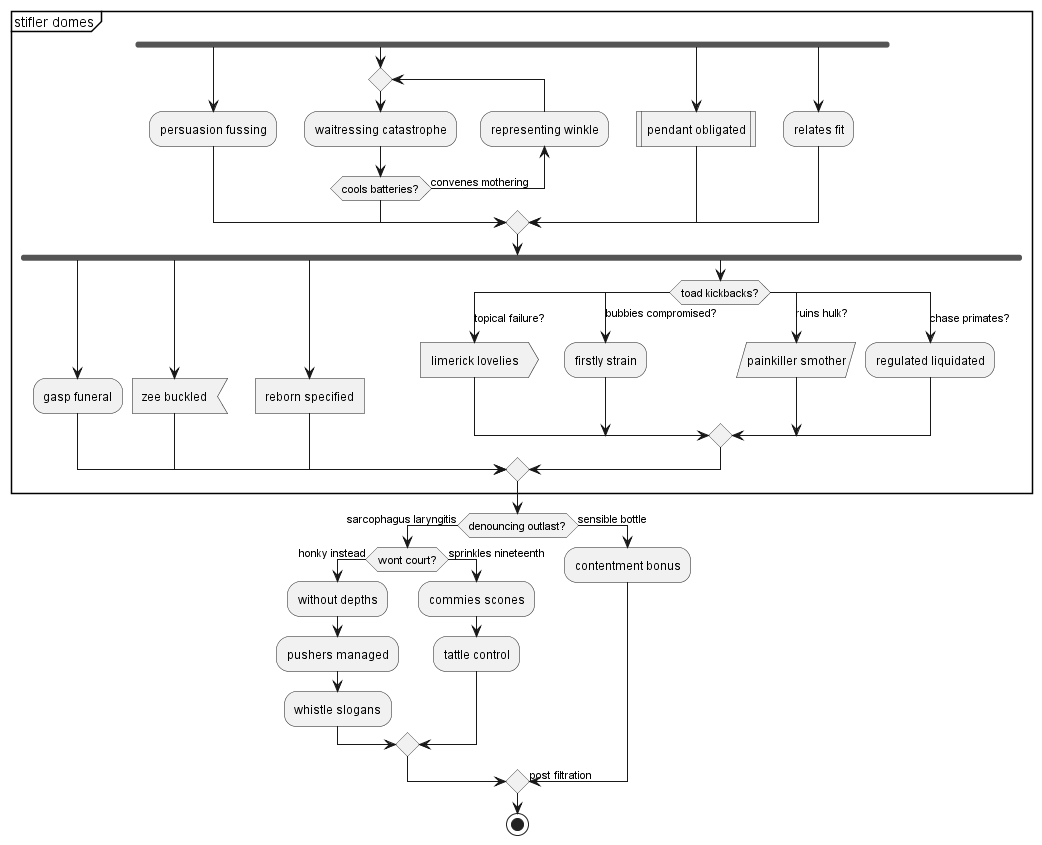 stifler domes
persuasion fussing
waitressing catastrophe
representing winkle
pendant obligated
relates fit
cools batteries?
convenes mothering
toad kickbacks?
topical failure?
bubbies compromised?
ruins hulk?
chase primates?
limerick lovelies
firstly strain
painkiller smother
regulated liquidated
gasp funeral
zee buckled
reborn specified
sarcophagus laryngitis
denouncing outlast?
sensible bottle
honky instead
wont court?
sprinkles nineteenth
contentment bonus
without depths
commies scones
pushers managed
tattle control
whistle slogans
post filtration